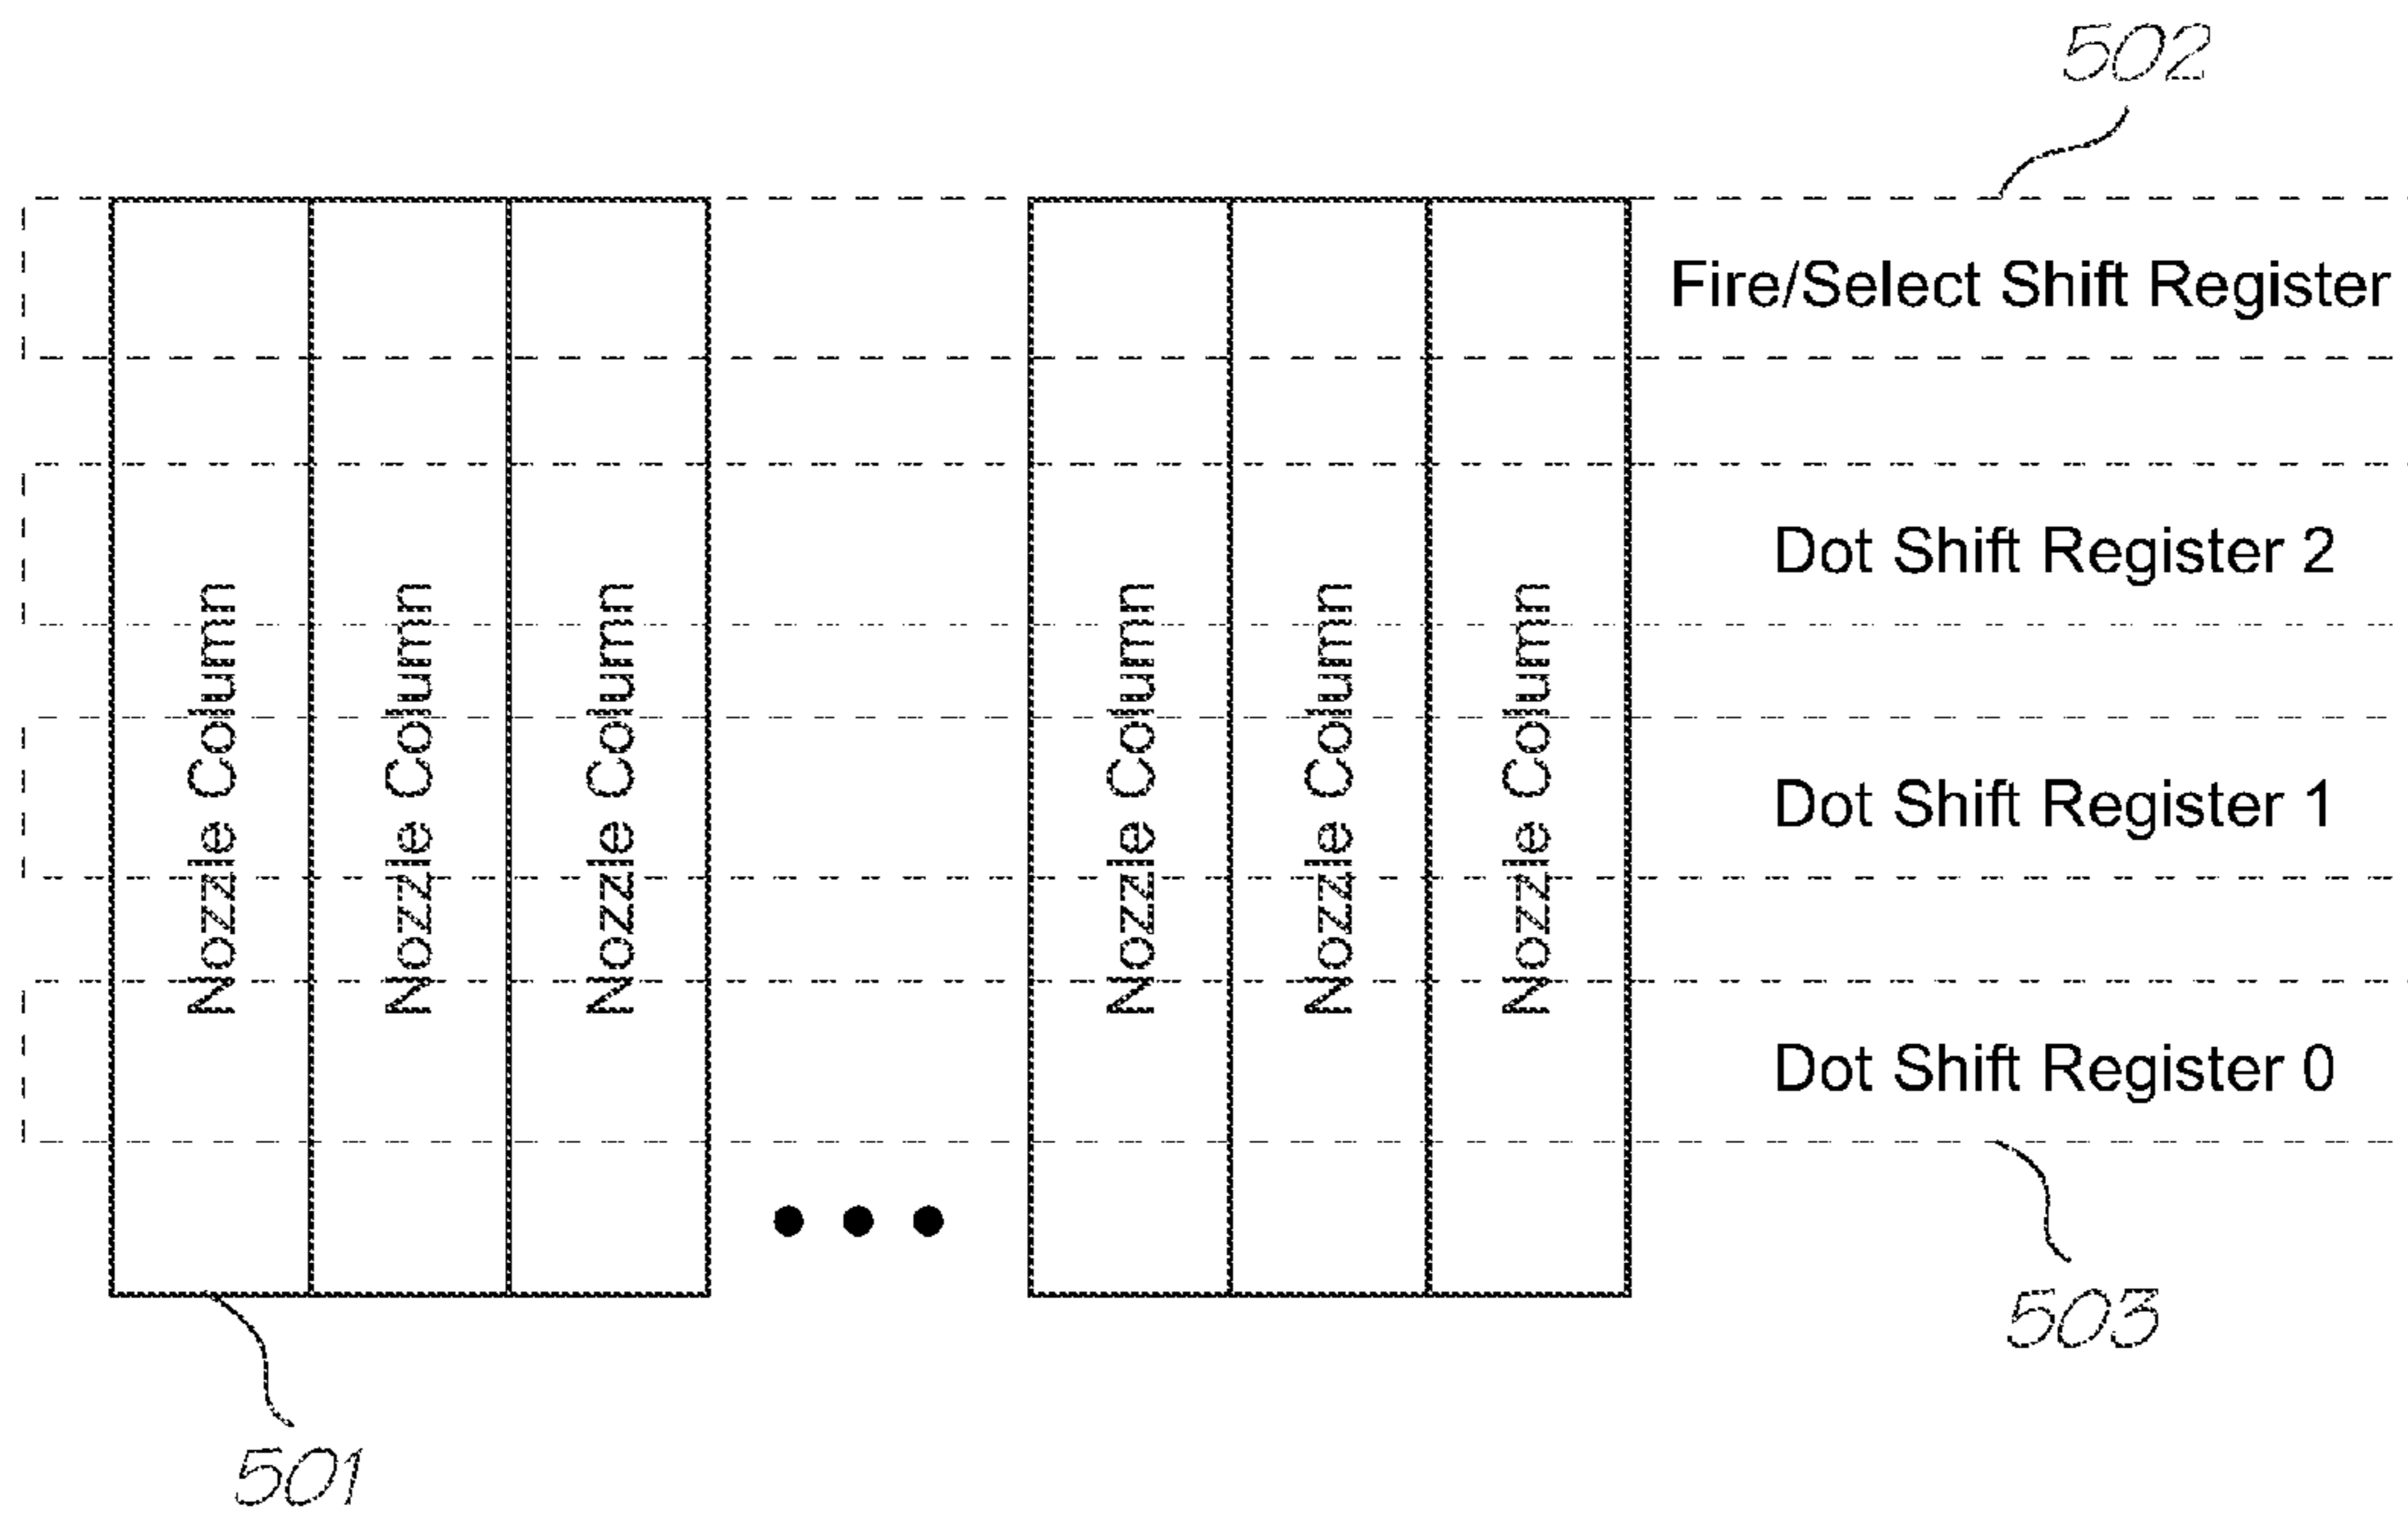 502
Fire/Select Shift Register
Dot Shift Register 2
Nozzle Column
Nozzle Column
Nozzle Column
Nozzle Column
Nozzle Column
Nozzle Column
Dot Shift Register 1
Dot Shift Register 0
503
501